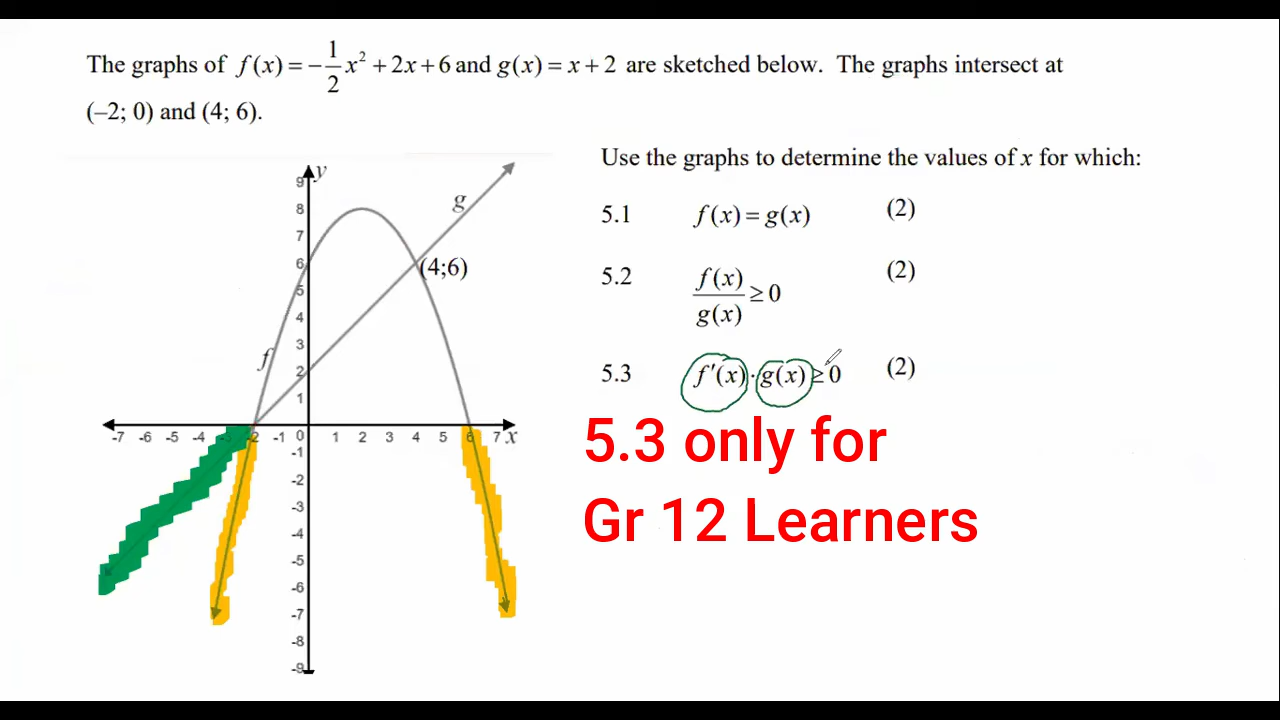 The graphs of f(x) = −1/2 x² + 2x + 6 and g(x) = x + 2 are sketched below. The graphs intersect at
(–2; 0) and (4; 6).
Use the graphs to determine the values of x for which:
5.1 f(x) = g(x) (2)
5.2 f(x)/g(x) ≥ 0 (2)
5.3 f′(x) · g(x) ≥ 0 (2)
5.3 only for
Gr 12 Learners
y
9
8
7
6
5
4
3
2
1
g
(4;6)
f
-7 -6 -5 -4 -3 -2 -1 0 1 2 3 4 5 6 7 x
-1
-2
-3
-4
-5
-6
-7
-8
-9